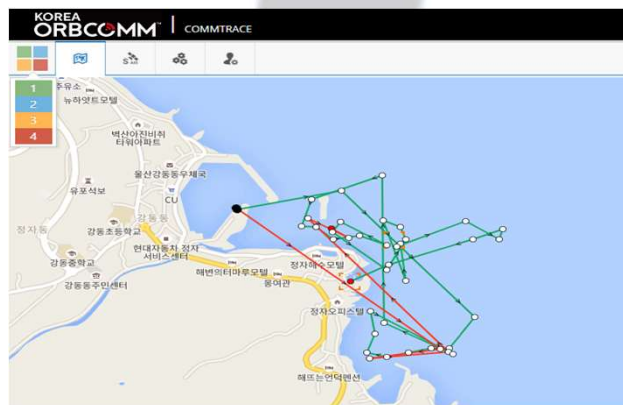 KOREA
ORBCOMM™ | COMMTRACE
1
2
3
4
주유소
뉴하얏트모텔
벽산아진비취
타워아파트
울산강동동우체국
유포석보
CU
정자동
강동동
강동초등학교
현대자동차 정자
서비스센터
강동중학교
해변의터마루모텔
정자해수모텔
강동동주민센터
동여관
정자오피스텔
해뜨는언덕펜션